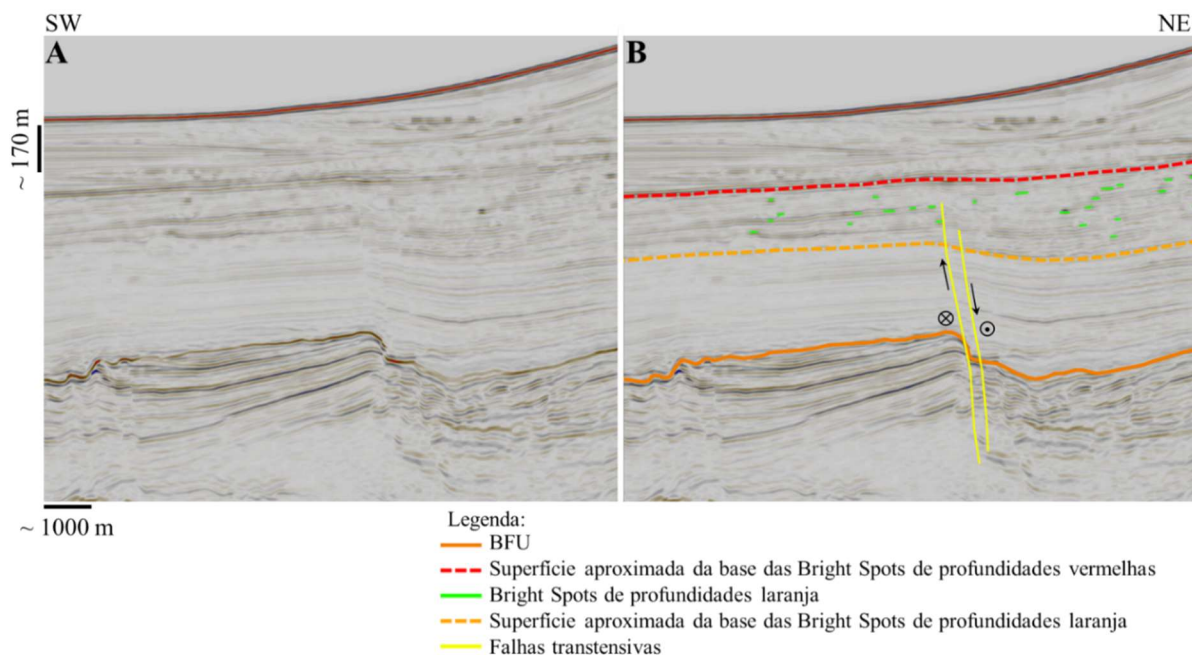 SW
NE
A
B
~ 170 m
~ 1000 m
Legenda:
BFU
Superfície aproximada da base das Bright Spots de profundidades vermelhas
Bright Spots de profundidades laranja
Superfície aproximada da base das Bright Spots de profundidades laranja
Falhas transtensivas